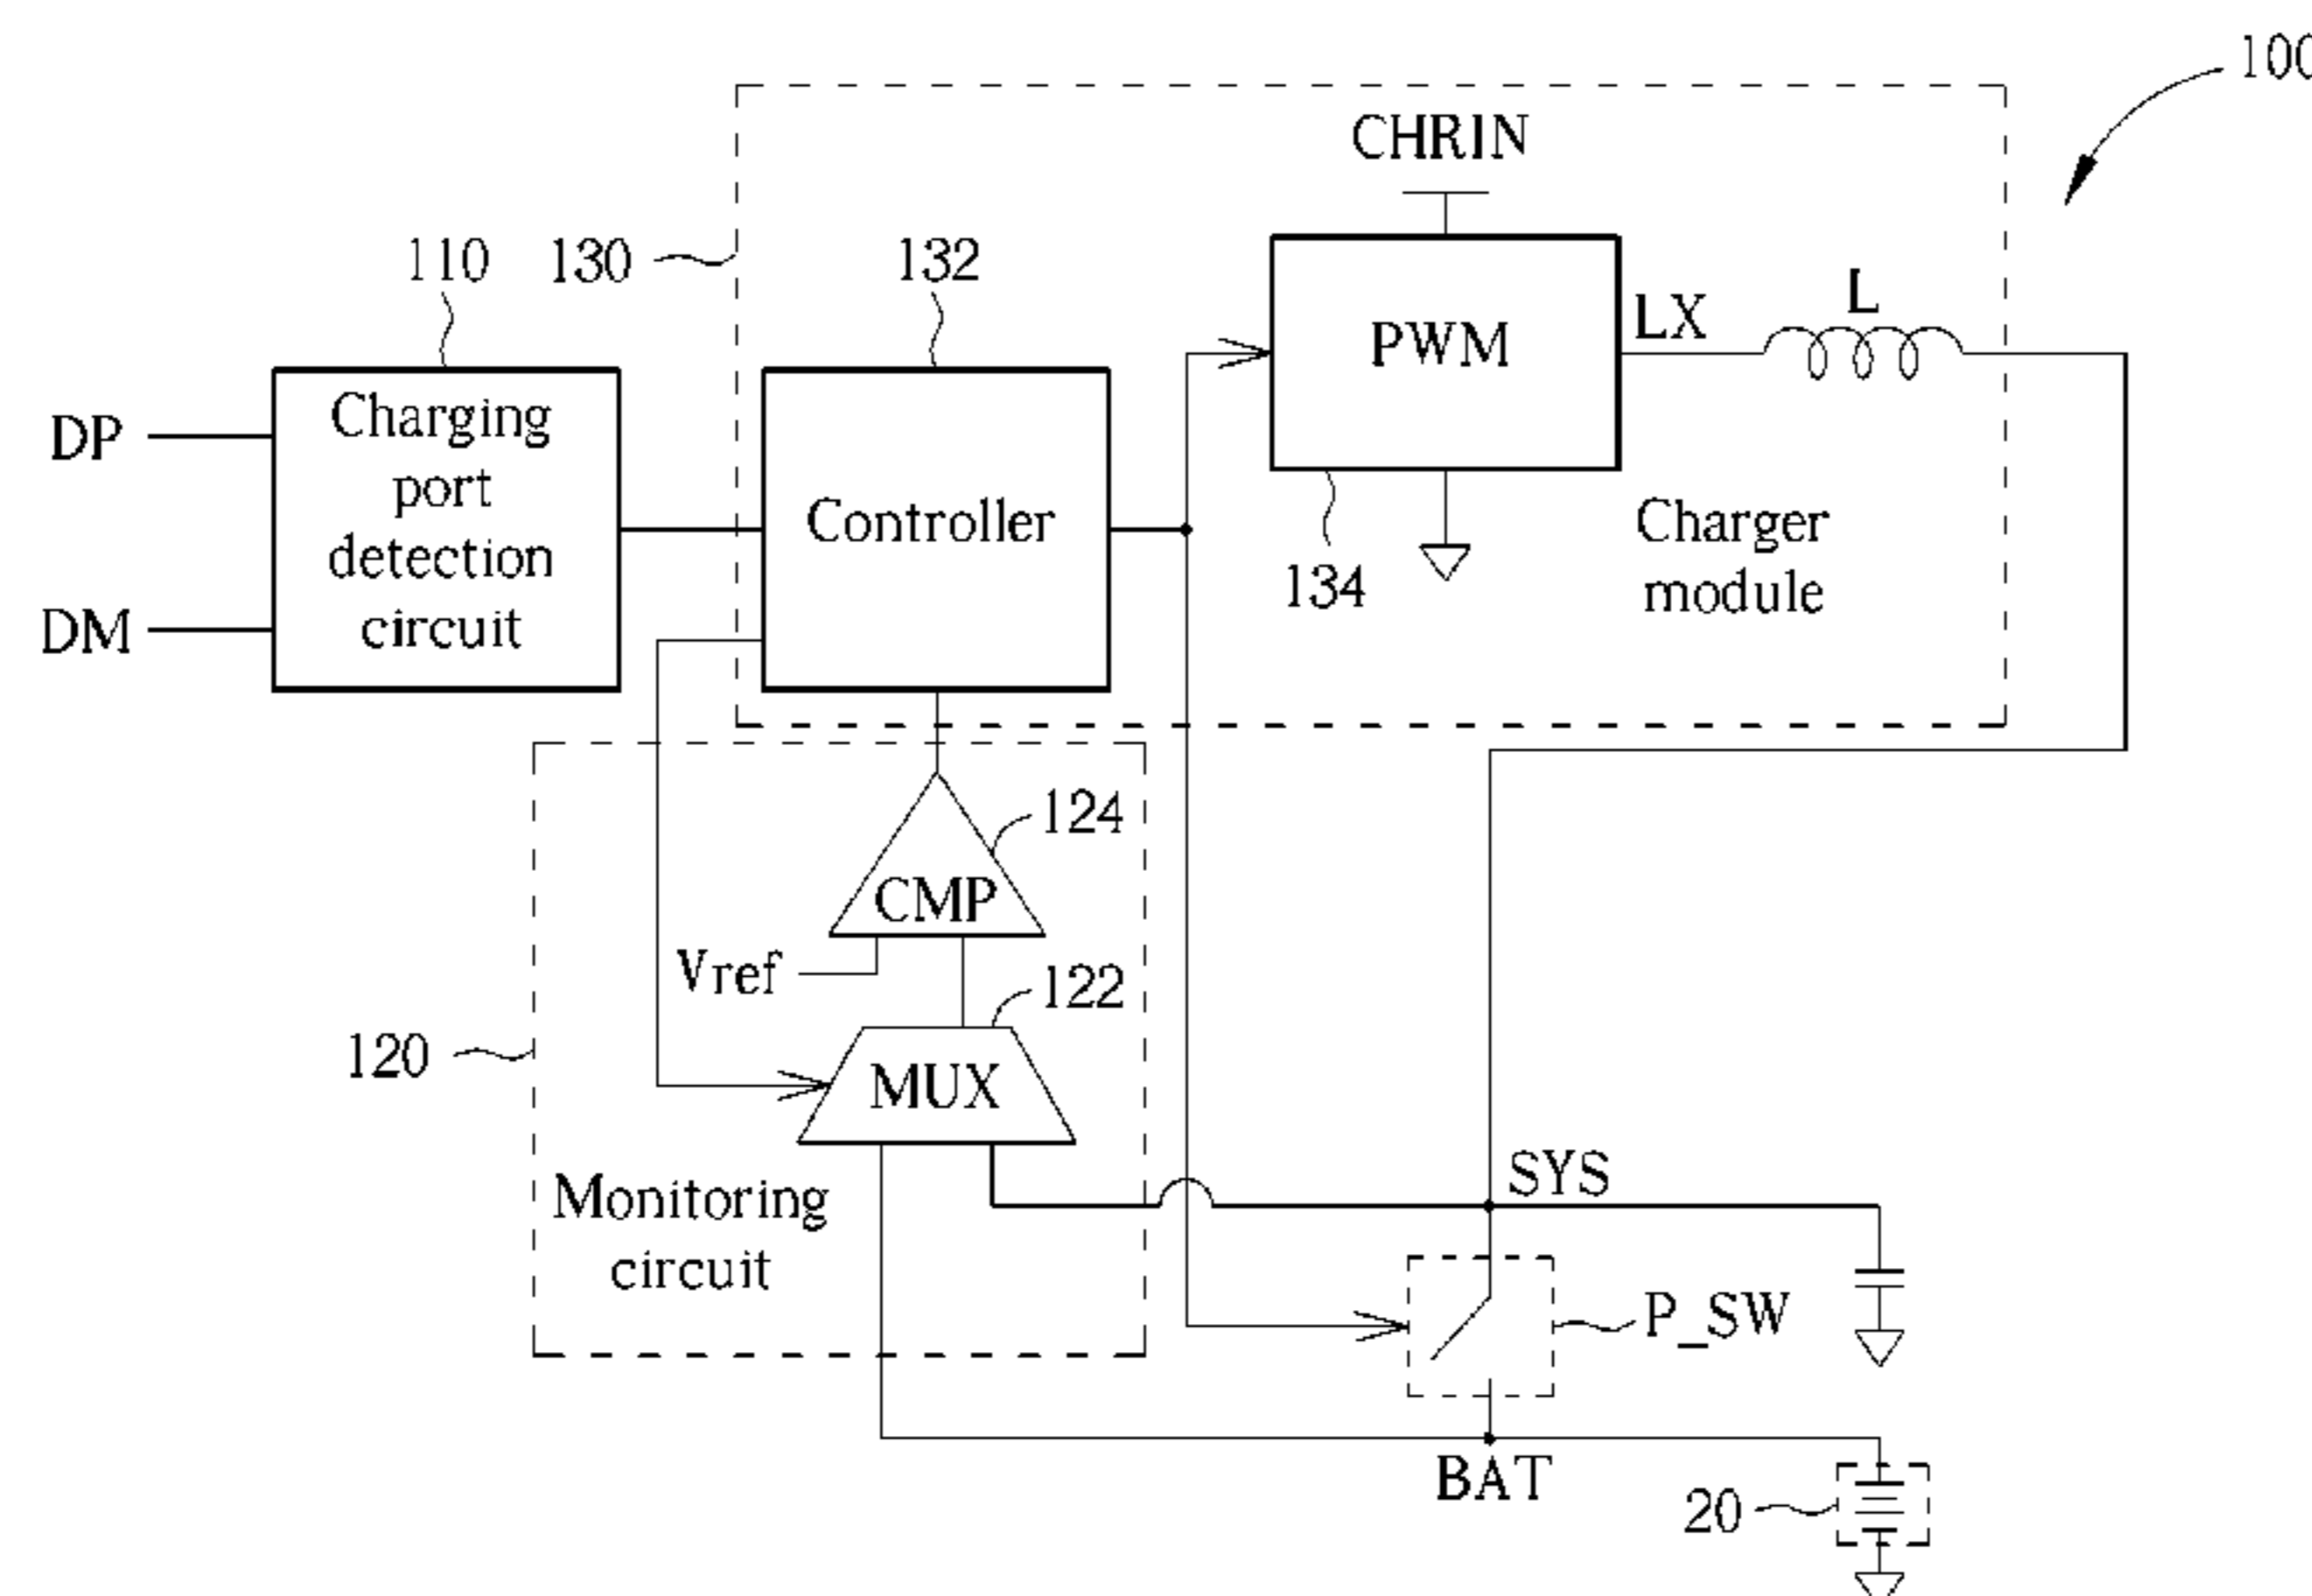 100
CHRIN
110
130
132
L
LX
PWM
DP
Charging
port
detection
circuit
Controller
Charger
module
134
DM
124
CMP
Vref
122
120
MUX
SYS
Monitoring
circuit
P_SW
BAT
20